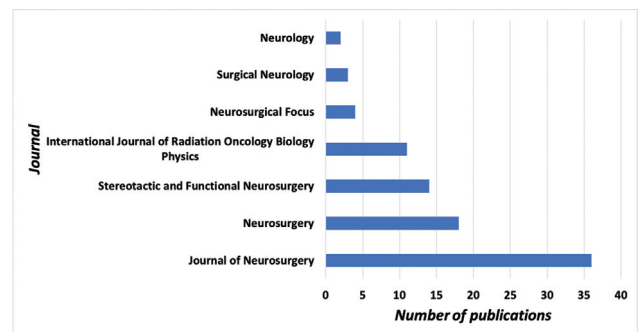 Neurology
Surgical Neurology
Neurosurgical Focus
International Journal of Radiation Oncology Biology
Physics
Stereotactic and Functional Neurosurgery
Neurosurgery
Journal of Neurosurgery
Journal
0 5 10 15 20 25 30 35 40
Number of publications